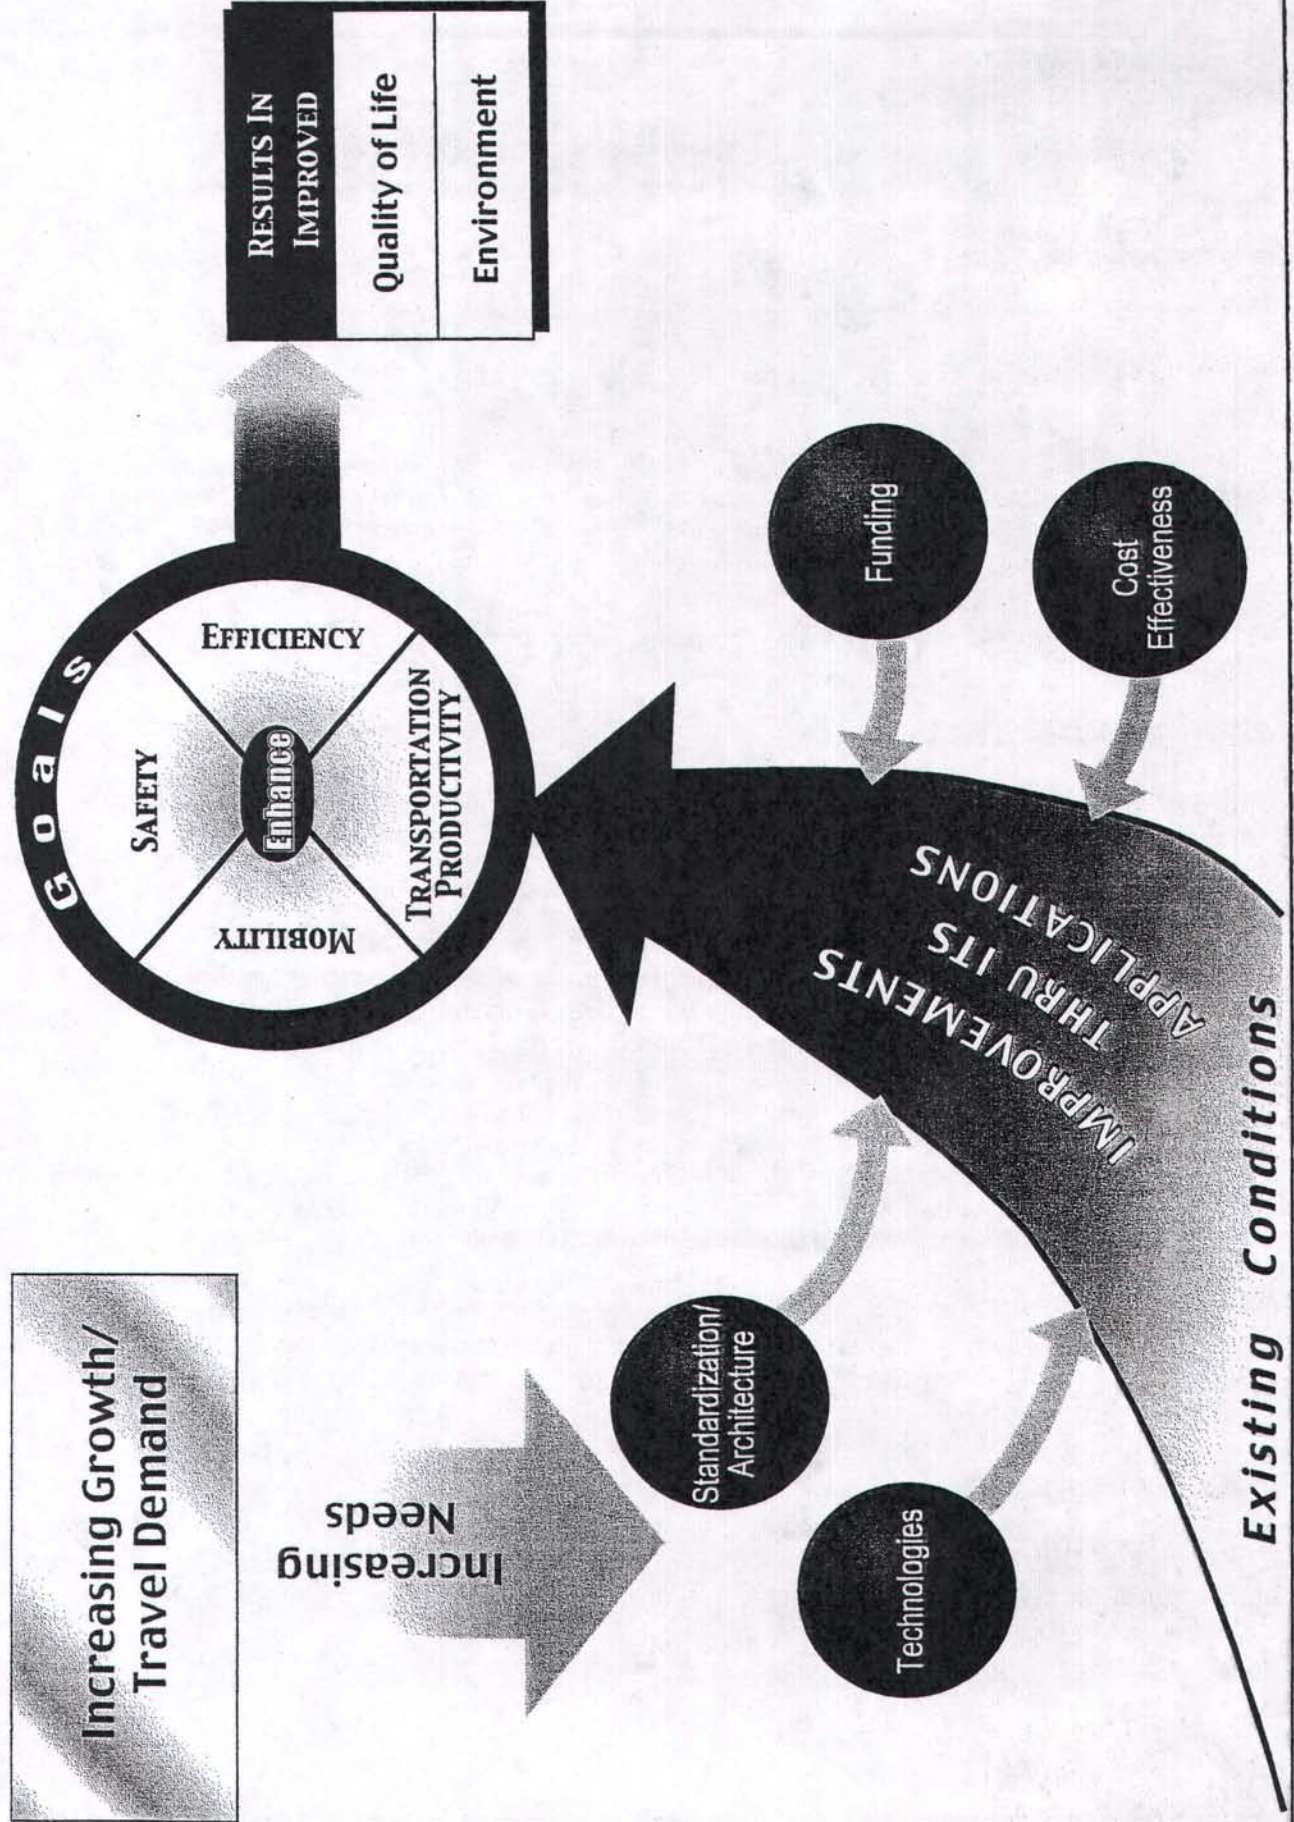 Increasing Growth/
Travel Demand
Increasing
Needs
Goals
SAFETY
EFFICIENCY
MOBILITY
TRANSPORTATION
PRODUCTIVITY
Enhance
RESULTS IN
IMPROVED
Quality of Life
Environment
Standardization/
Architecture
Technologies
Funding
Cost
Effectiveness
IMPROVEMENTS
THRU ITS
APPLICATIONS
Existing Conditions